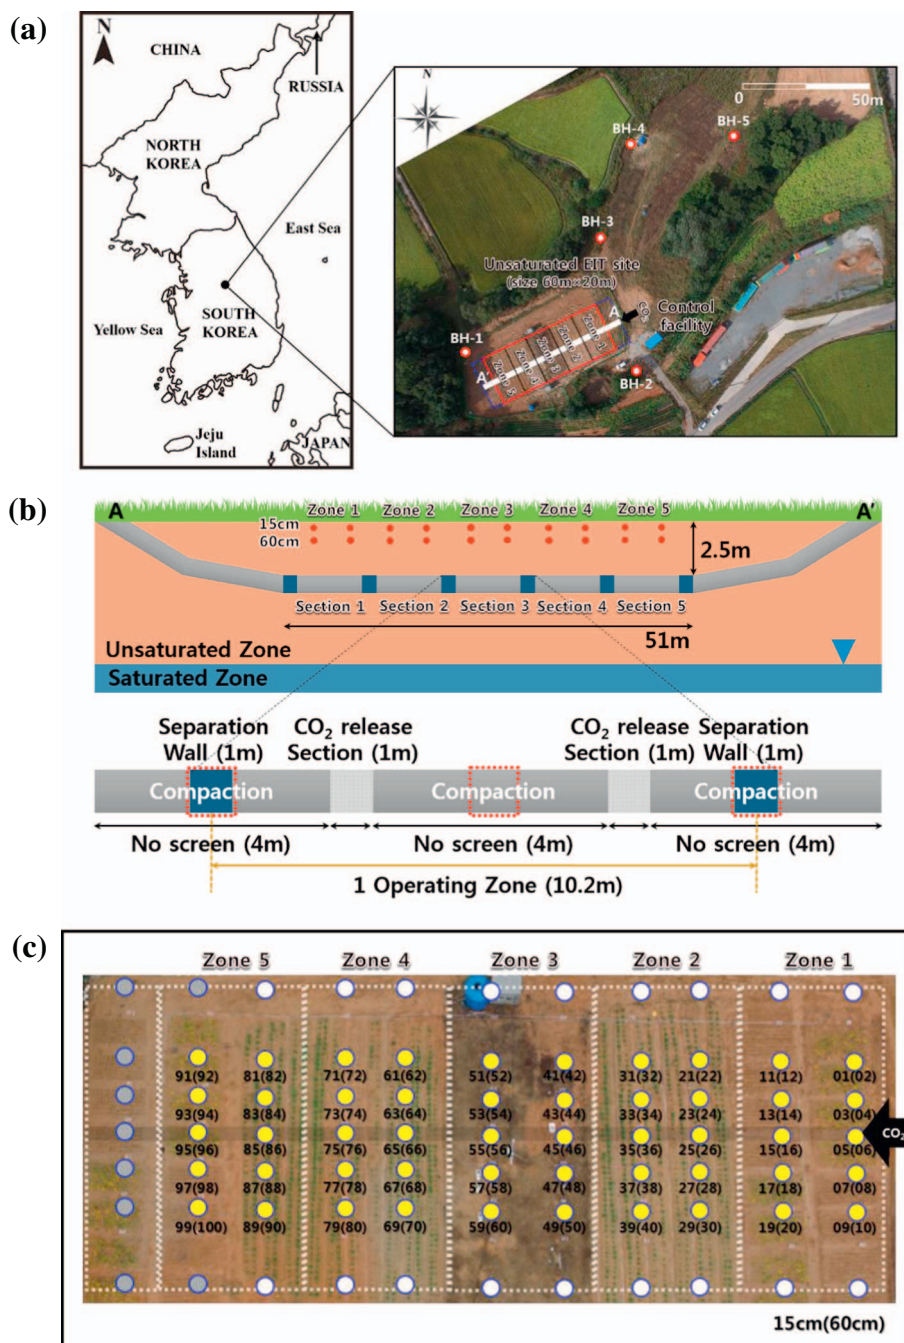 (a)
N
CHINA
RUSSIA
NORTH
KOREA
East Sea
SOUTH
KOREA
Yellow Sea
Jeju
Island
JAPAN
N
0 50m
BH-4
BH-5
BH-3
Unsaturated EIT site
(size 60m×20m)
CO₂
Control
facility
A
BH-1
Zone 1
Zone 2
Zone 3
Zone 4
Zone 5
A'
BH-2
(b)
A
A'
Zone 1 Zone 2 Zone 3 Zone 4 Zone 5
15cm
60cm
2.5m
Section 1 Section 2 Section 3 Section 4 Section 5
51m
Unsaturated Zone
Saturated Zone
Separation
Wall (1m)
CO₂ release
Section (1m)
CO₂ release
Section (1m)
Separation
Wall (1m)
Compaction Compaction Compaction
No screen (4m) No screen (4m) No screen (4m)
1 Operating Zone (10.2m)
(c)
Zone 5 Zone 4 Zone 3 Zone 2 Zone 1
91(92) 81(82) 71(72) 61(62) 51(52) 41(42) 31(32) 21(22) 11(12) 01(02)
93(94) 83(84) 73(74) 63(64) 53(54) 43(44) 33(34) 23(24) 13(14) 03(04)
CO₂
95(96) 85(86) 75(76) 65(66) 55(56) 45(46) 35(36) 25(26) 15(16) 05(06)
97(98) 87(88) 77(78) 67(68) 57(58) 47(48) 37(38) 27(28) 17(18) 07(08)
99(100) 89(90) 79(80) 69(70) 59(60) 49(50) 39(40) 29(30) 19(20) 09(10)
15cm(60cm)